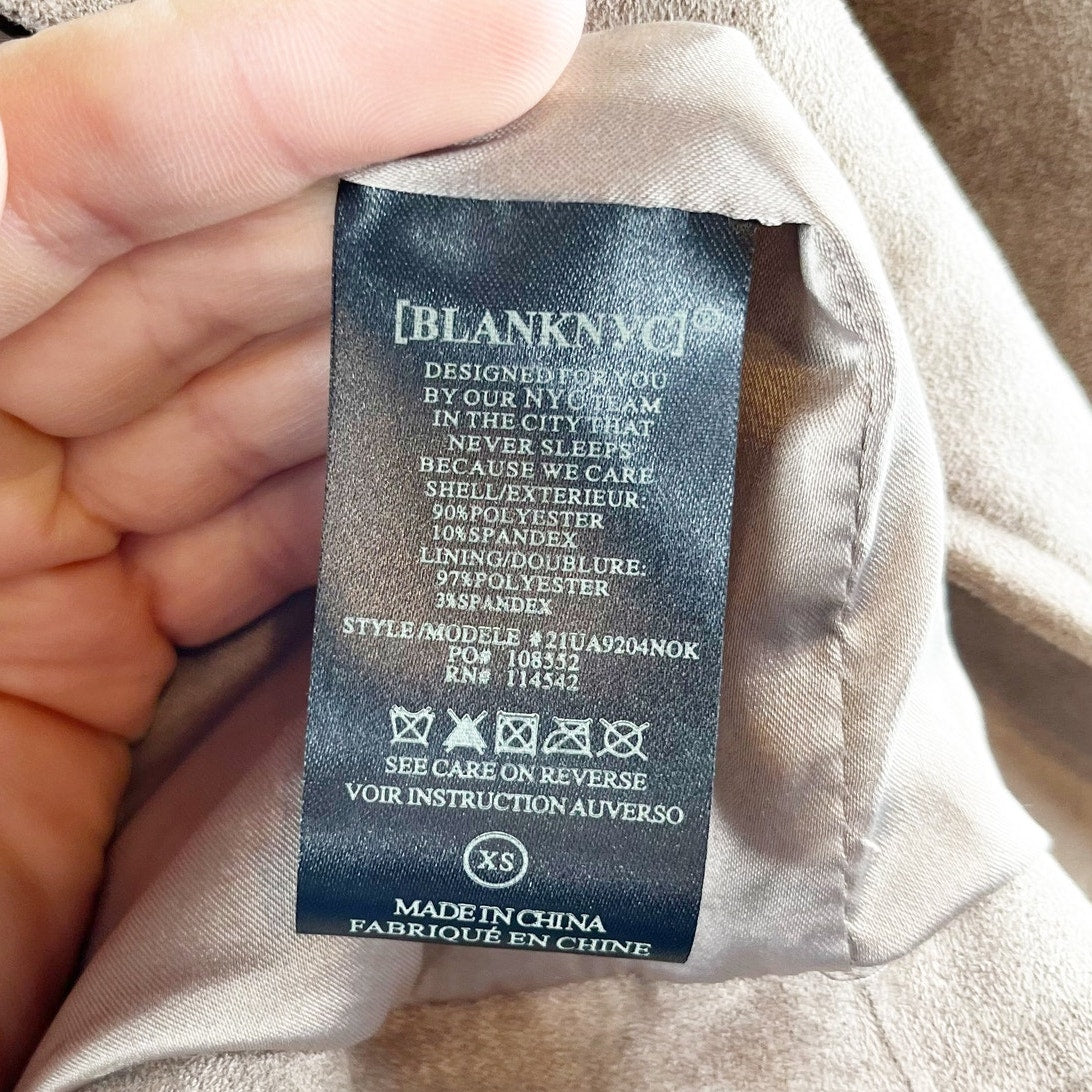 [BLANKNYC]®
DESIGNED FOR YOU
BY OUR NYC TEAM
IN THE CITY THAT
NEVER SLEEPS
BECAUSE WE CARE
SHELL/EXTERIEUR:
90%POLYESTER
10%SPANDEX
LINING/DOUBLURE:
97%POLYESTER
3%SPANDEX
STYLE/MODELE #21UA9204NOK
PO# 108552
RN# 114542
SEE CARE ON REVERSE
VOIR INSTRUCTION AUVERSO
XS
MADE IN CHINA
FABRIQUÉ EN CHINE